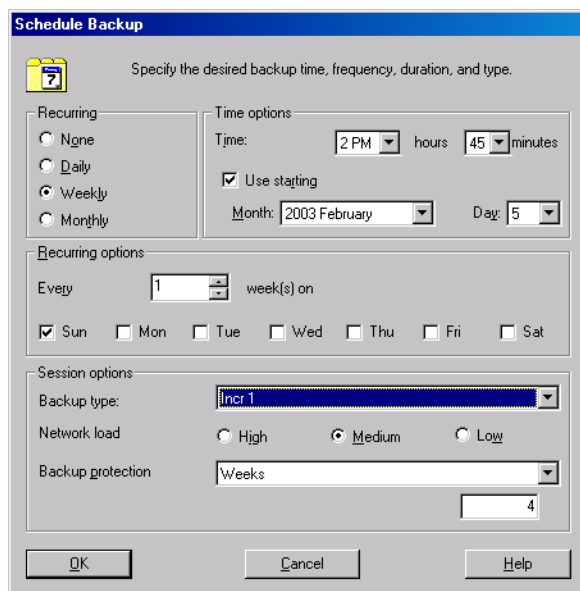 Schedule Backup
7
Specify the desired backup time, frequency, duration, and type.
Recurring
None
Daily
Weekly
Monthly
Time options
Time: 2 PM hours 45 minutes
Use starting
Month: 2003 February Day: 5
Recurring options
Every 1 week(s) on
Sun Mon Tue Wed Thu Fri Sat
Session options
Backup type: Incr 1
Network load High Medium Low
Backup protection Weeks
4
OK Cancel Help